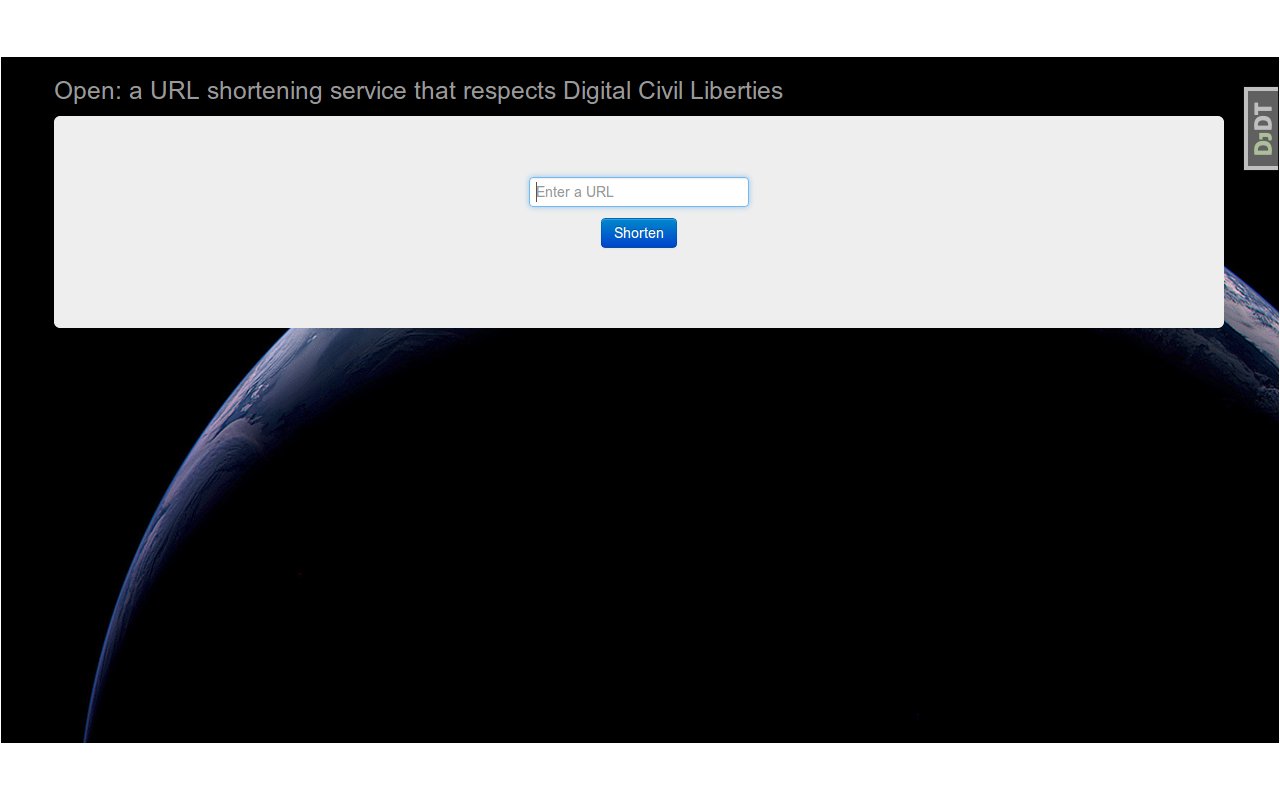 Open: a URL shortening service that respects Digital Civil Liberties
DJDT
Enter a URL
Shorten